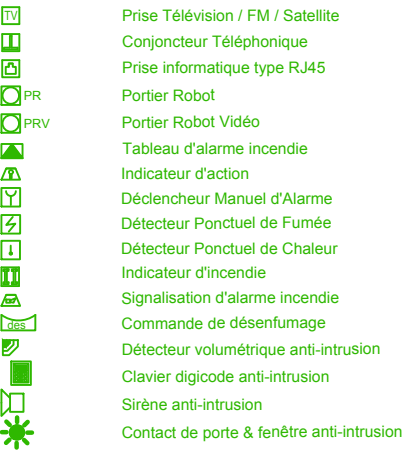 TV Prise Télévision / FM / Satellite
Conjoncteur Téléphonique
Prise informatique type RJ45
PR Portier Robot
PRV Portier Robot Vidéo
Tableau d'alarme incendie
Indicateur d'action
Déclencheur Manuel d'Alarme
Détecteur Ponctuel de Fumée
Détecteur Ponctuel de Chaleur
Indicateur d'incendie
Signalisation d'alarme incendie
des Commande de désenfumage
Détecteur volumétrique anti-intrusion
Clavier digicode anti-intrusion
Sirène anti-intrusion
Contact de porte & fenêtre anti-intrusion